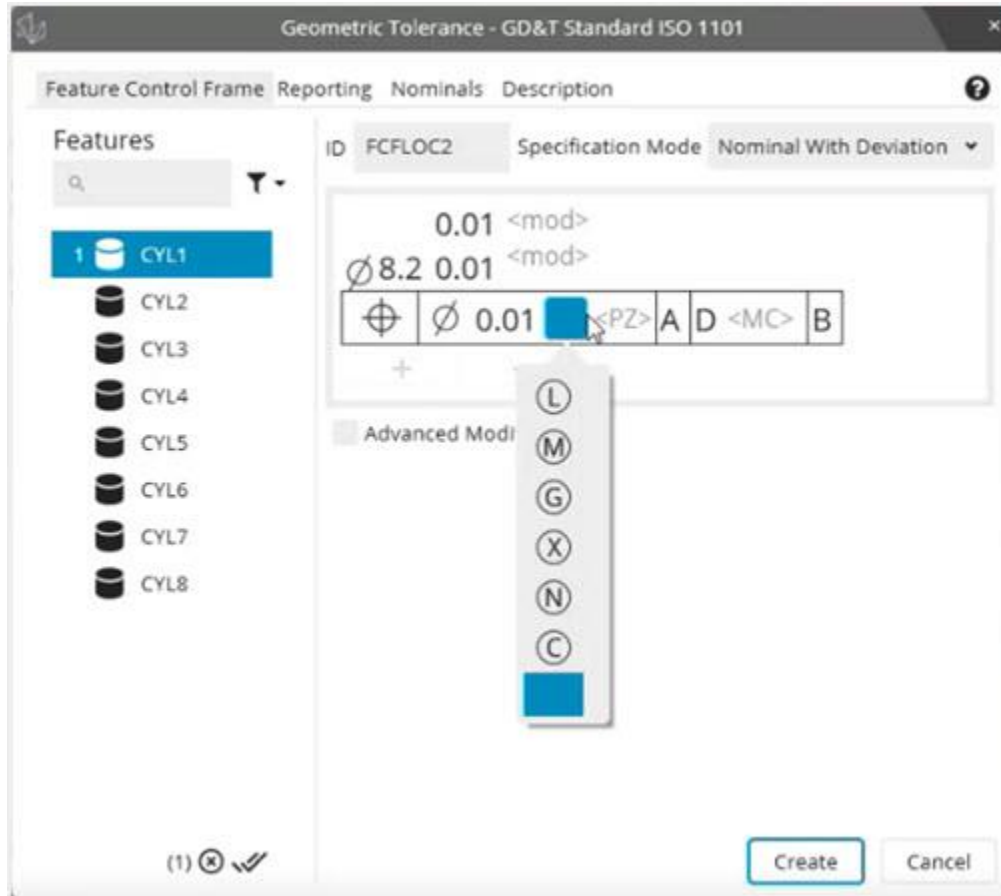 Geometric Tolerance - GD&T Standard ISO 1101
Feature Control Frame Reporting Nominals Description
Features
ID FCFLOC2 Specification Mode Nominal With Deviation
0.01 <mod>
⌀ 8.2 0.01 <mod>
⌖ ⌀ 0.01 <PZ> A D <MC> B
1 CYL1
CYL2
CYL3
CYL4
CYL5
CYL6
CYL7
CYL8
Ⓛ
Ⓜ
Ⓖ
Ⓧ
Ⓝ
Ⓒ
Advanced Modi
(1)
Create Cancel